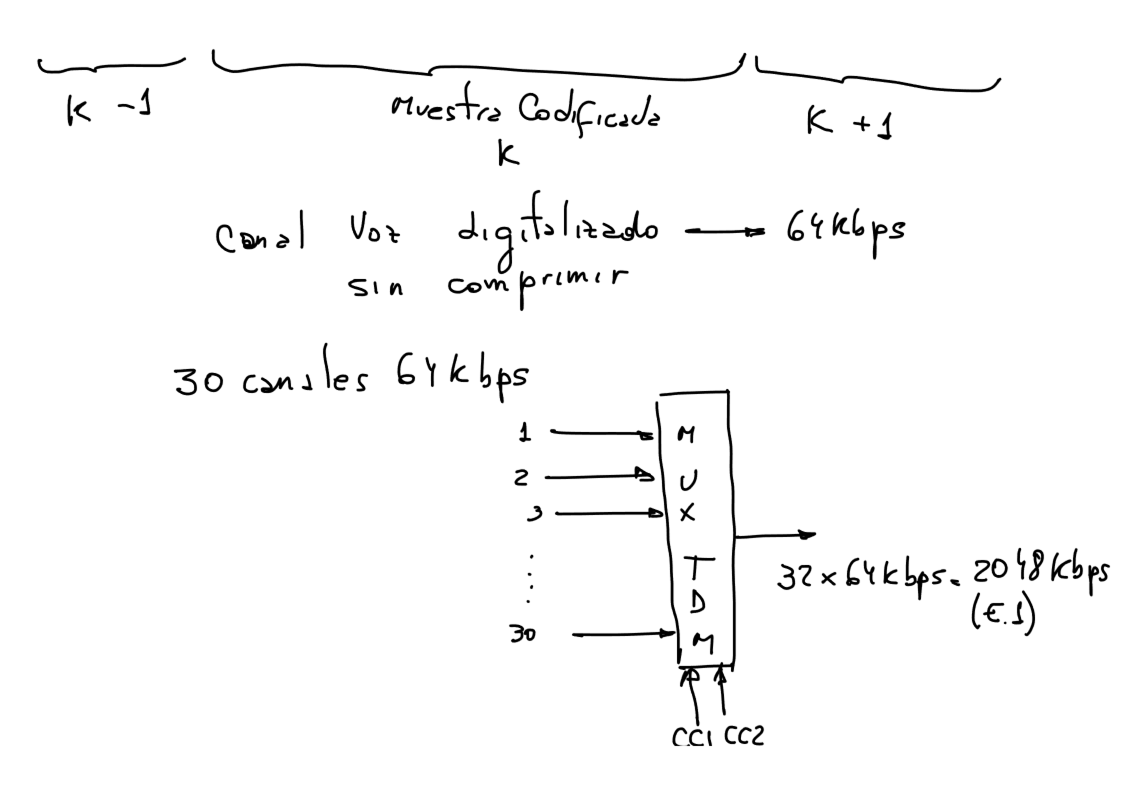 K -1
Muestra Codificada
K
K +1
Canal Voz digitalizado → 64kbps
sin comprimir
30 canales 64kbps
1
2
3
30
M
U
X
T
D
M
32 x 64kbps = 2048kbps
(E.1)
CC1 CC2